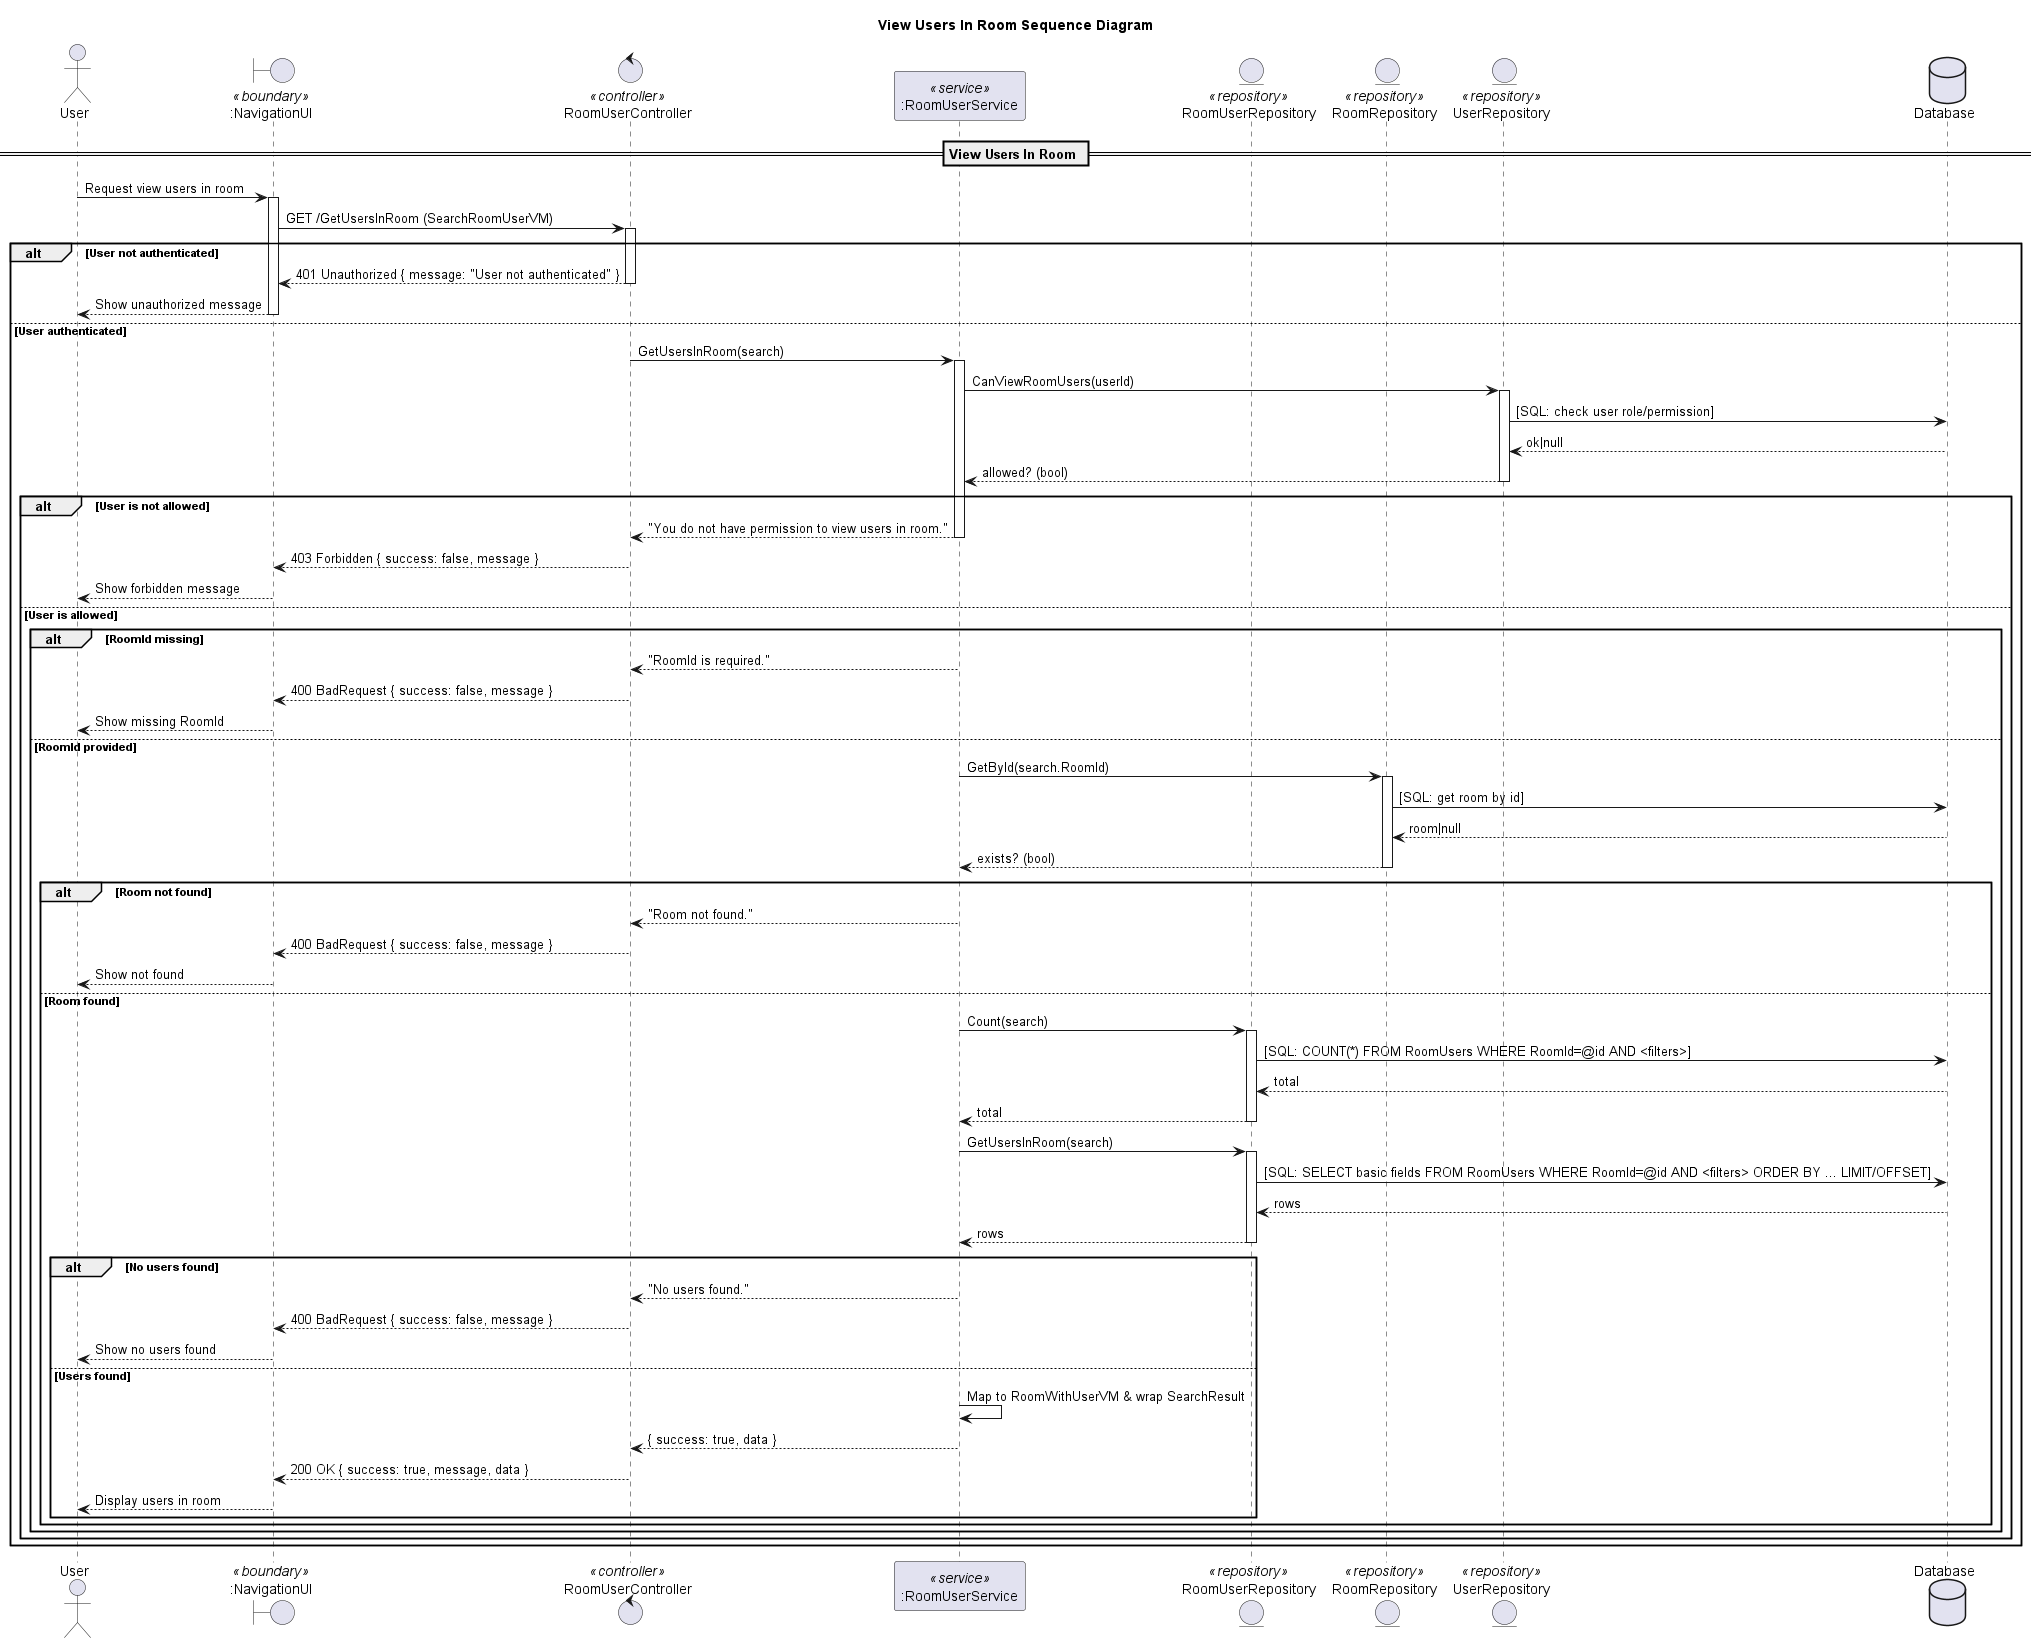 View Users In Room Sequence Diagram
User
«boundary»
:NavigationUI
«controller»
RoomUserController
«service»
:RoomUserService
«repository»
RoomUserRepository
«repository»
RoomRepository
«repository»
UserRepository
Database
View Users In Room
Request view users in room
GET /GetUsersInRoom (SearchRoomUserVM)
alt [User not authenticated]
401 Unauthorized { message: "User not authenticated" }
Show unauthorized message
[User authenticated]
GetUsersInRoom(search)
CanViewRoomUsers(userId)
[SQL: check user role/permission]
ok|null
allowed? (bool)
alt [User is not allowed]
"You do not have permission to view users in room."
403 Forbidden { success: false, message }
Show forbidden message
[User is allowed]
alt [RoomId missing]
"RoomId is required."
400 BadRequest { success: false, message }
Show missing RoomId
[RoomId provided]
GetById(search.RoomId)
[SQL: get room by id]
room|null
exists? (bool)
alt [Room not found]
"Room not found."
400 BadRequest { success: false, message }
Show not found
[Room found]
Count(search)
[SQL: COUNT(*) FROM RoomUsers WHERE RoomId=@id AND <filters>]
total
total
GetUsersInRoom(search)
[SQL: SELECT basic fields FROM RoomUsers WHERE RoomId=@id AND <filters> ORDER BY ... LIMIT/OFFSET]
rows
rows
alt [No users found]
"No users found."
400 BadRequest { success: false, message }
Show no users found
[Users found]
Map to RoomWithUserVM & wrap SearchResult
{ success: true, data }
200 OK { success: true, message, data }
Display users in room
User
«boundary»
:NavigationUI
«controller»
RoomUserController
«service»
:RoomUserService
«repository»
RoomUserRepository
«repository»
RoomRepository
«repository»
UserRepository
Database